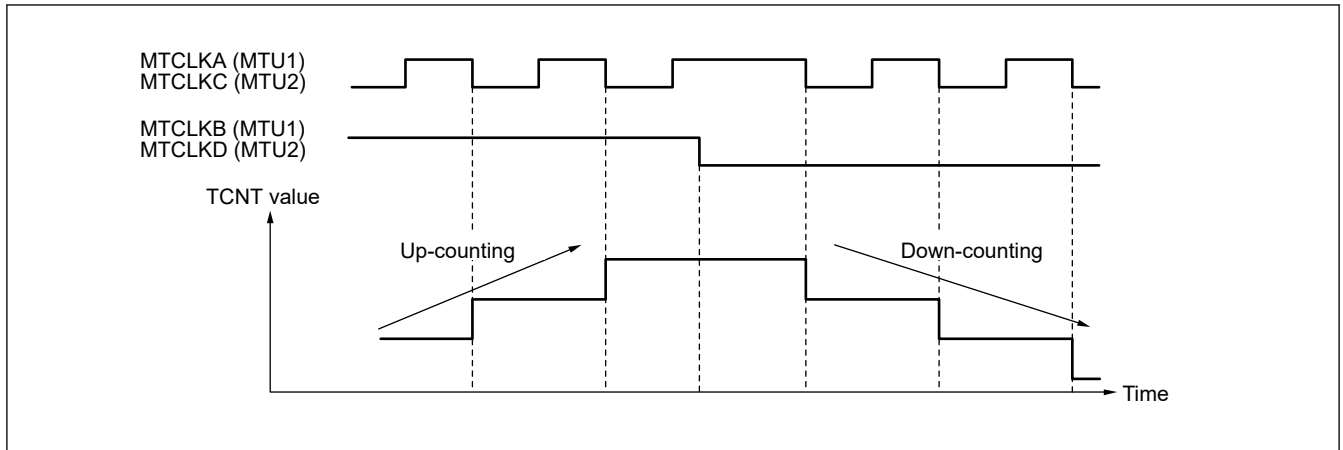 MTCLKA (MTU1)
MTCLKC (MTU2)
MTCLKB (MTU1)
MTCLKD (MTU2)
TCNT value
Up-counting
Down-counting
Time